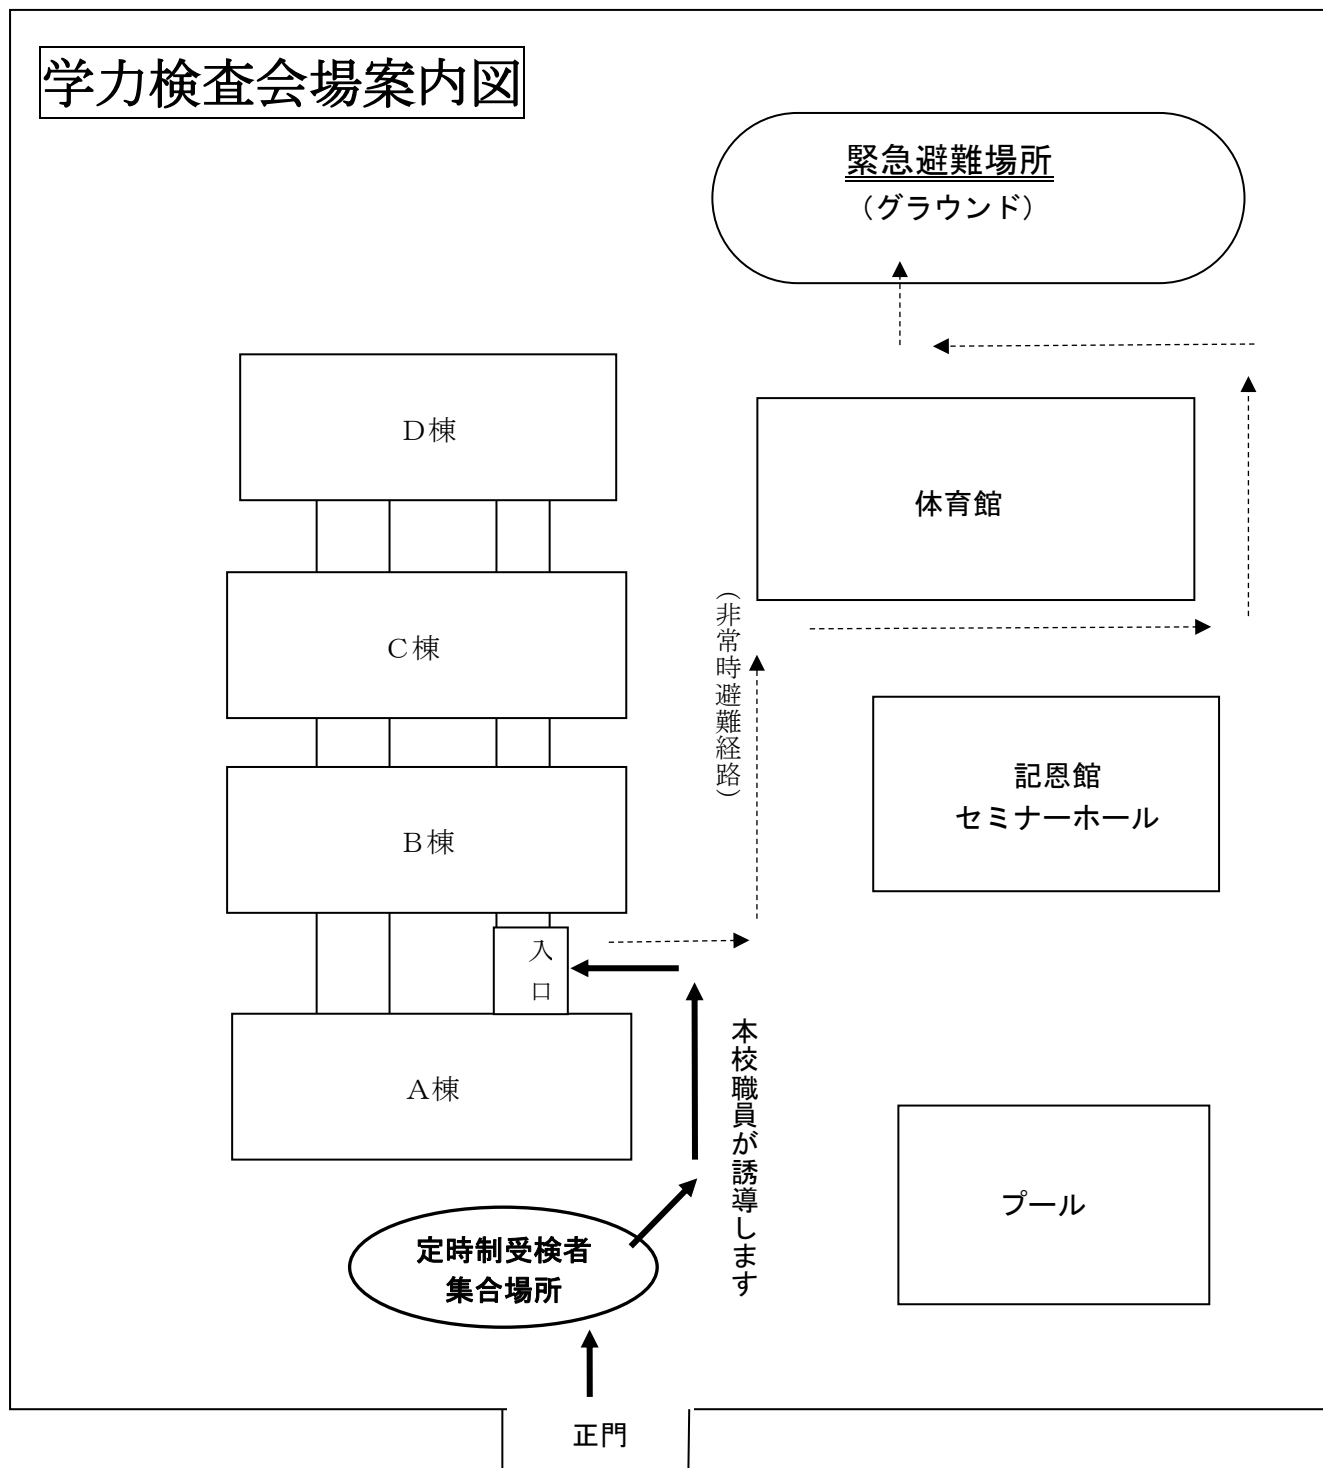 学力検査会場案内図
緊急避難場所
（グラウンド）
Ｄ棟
体育館
Ｃ棟
（非常時避難経路）
記恩館
セミナーホール
Ｂ棟
入
口
本校職員が誘導します
Ａ棟
プール
定時制受検者
集合場所
正門